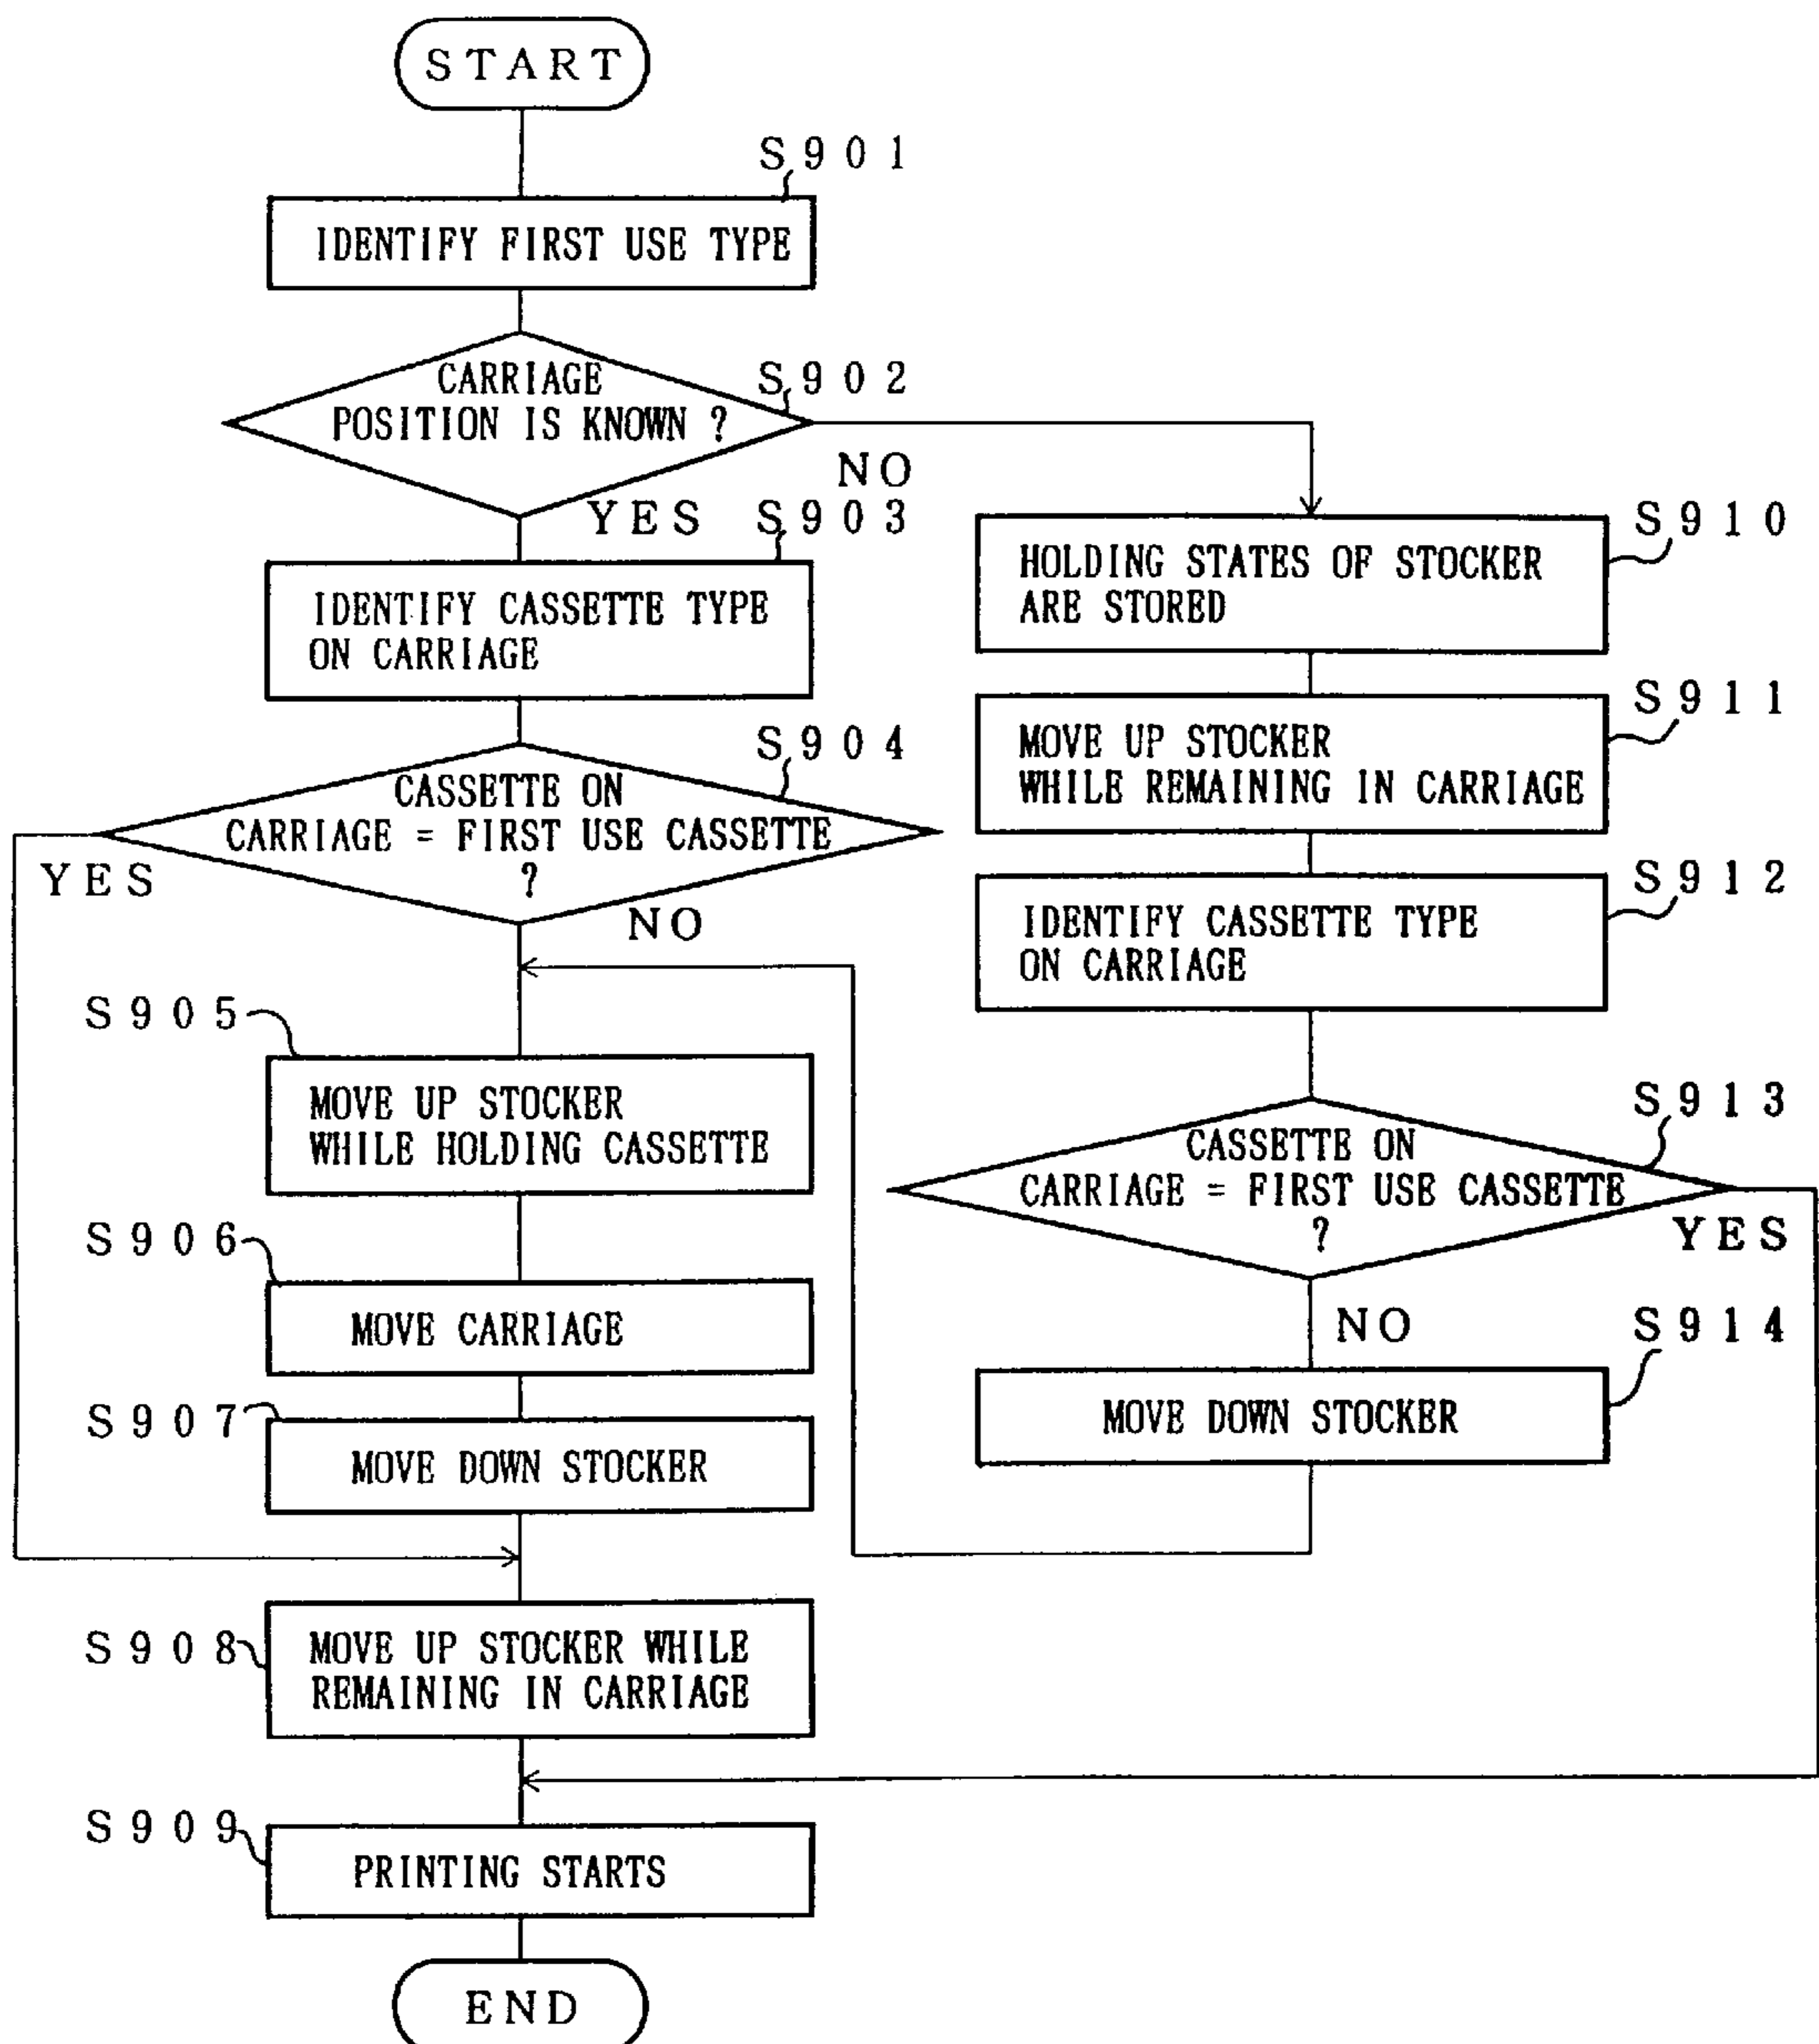 START
S901
IDENTIFY FIRST USE TYPE
S902
CARRIAGE
POSITION IS KNOWN ?
NO
YES
S903
IDENTIFY CASSETTE TYPE
ON CARRIAGE
S904
CASSETTE ON
CARRIAGE = FIRST USE CASSETTE
?
YES
NO
S905
MOVE UP STOCKER
WHILE HOLDING CASSETTE
S906
MOVE CARRIAGE
S907
MOVE DOWN STOCKER
S908
MOVE UP STOCKER WHILE
REMAINING IN CARRIAGE
S909
PRINTING STARTS
END
S910
HOLDING STATES OF STOCKER
ARE STORED
S911
MOVE UP STOCKER
WHILE REMAINING IN CARRIAGE
S912
IDENTIFY CASSETTE TYPE
ON CARRIAGE
S913
CASSETTE ON
CARRIAGE = FIRST USE CASSETTE
?
YES
NO
S914
MOVE DOWN STOCKER